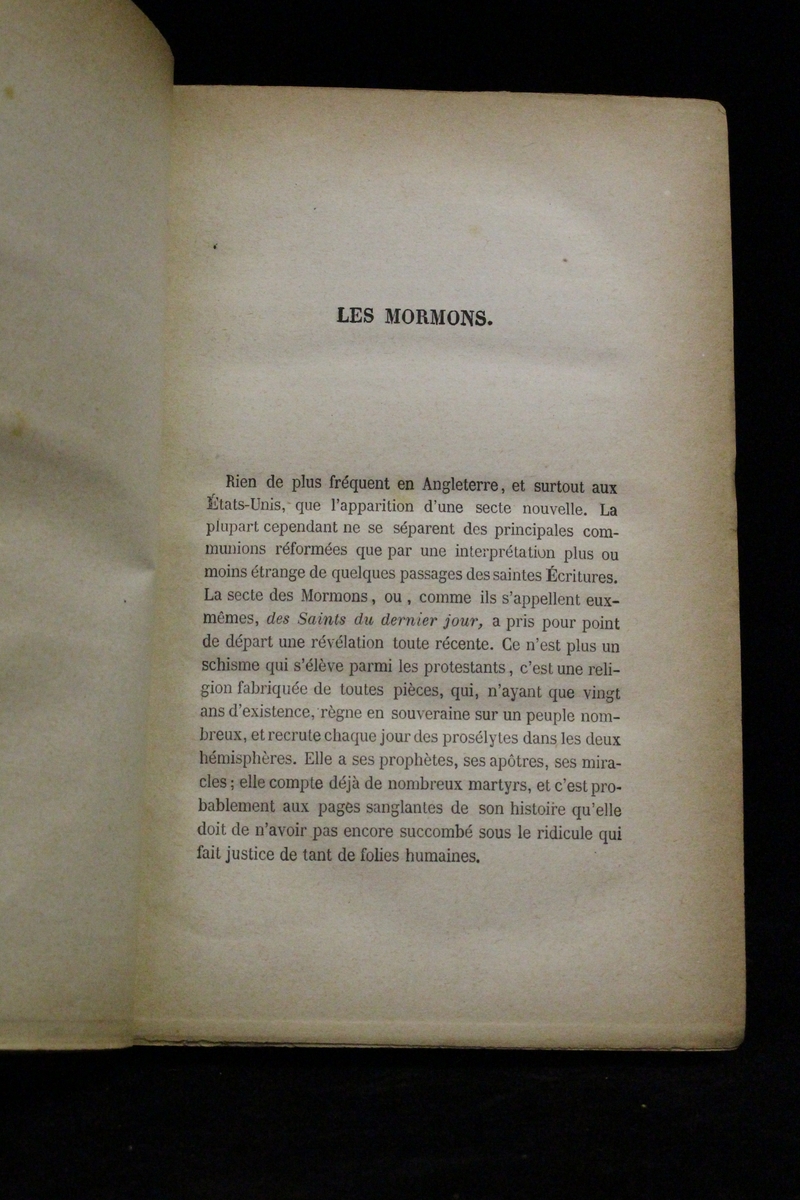 LES MORMONS.
Rien de plus fréquent en Angleterre, et surtout aux
États-Unis, que l'apparition d'une secte nouvelle. La
plupart cependant ne se séparent des principales com-
munions réformées que par une interprétation plus ou
moins étrange de quelques passages des saintes Écritures.
La secte des Mormons, ou, comme ils s'appellent eux-
mêmes, des Saints du dernier jour, a pris pour point
de départ une révélation toute récente. Ce n'est plus un
schisme qui s'élève parmi les protestants, c'est une reli-
gion fabriquée de toutes pièces, qui, n'ayant que vingt
ans d'existence, règne en souveraine sur un peuple nom-
breux, et recrute chaque jour des prosélytes dans les deux
hémisphères. Elle a ses prophètes, ses apôtres, ses mira-
cles ; elle compte déjà de nombreux martyrs, et c'est pro-
bablement aux pages sanglantes de son histoire qu'elle
doit de n'avoir pas encore succombé sous le ridicule qui
fait justice de tant de folies humaines.